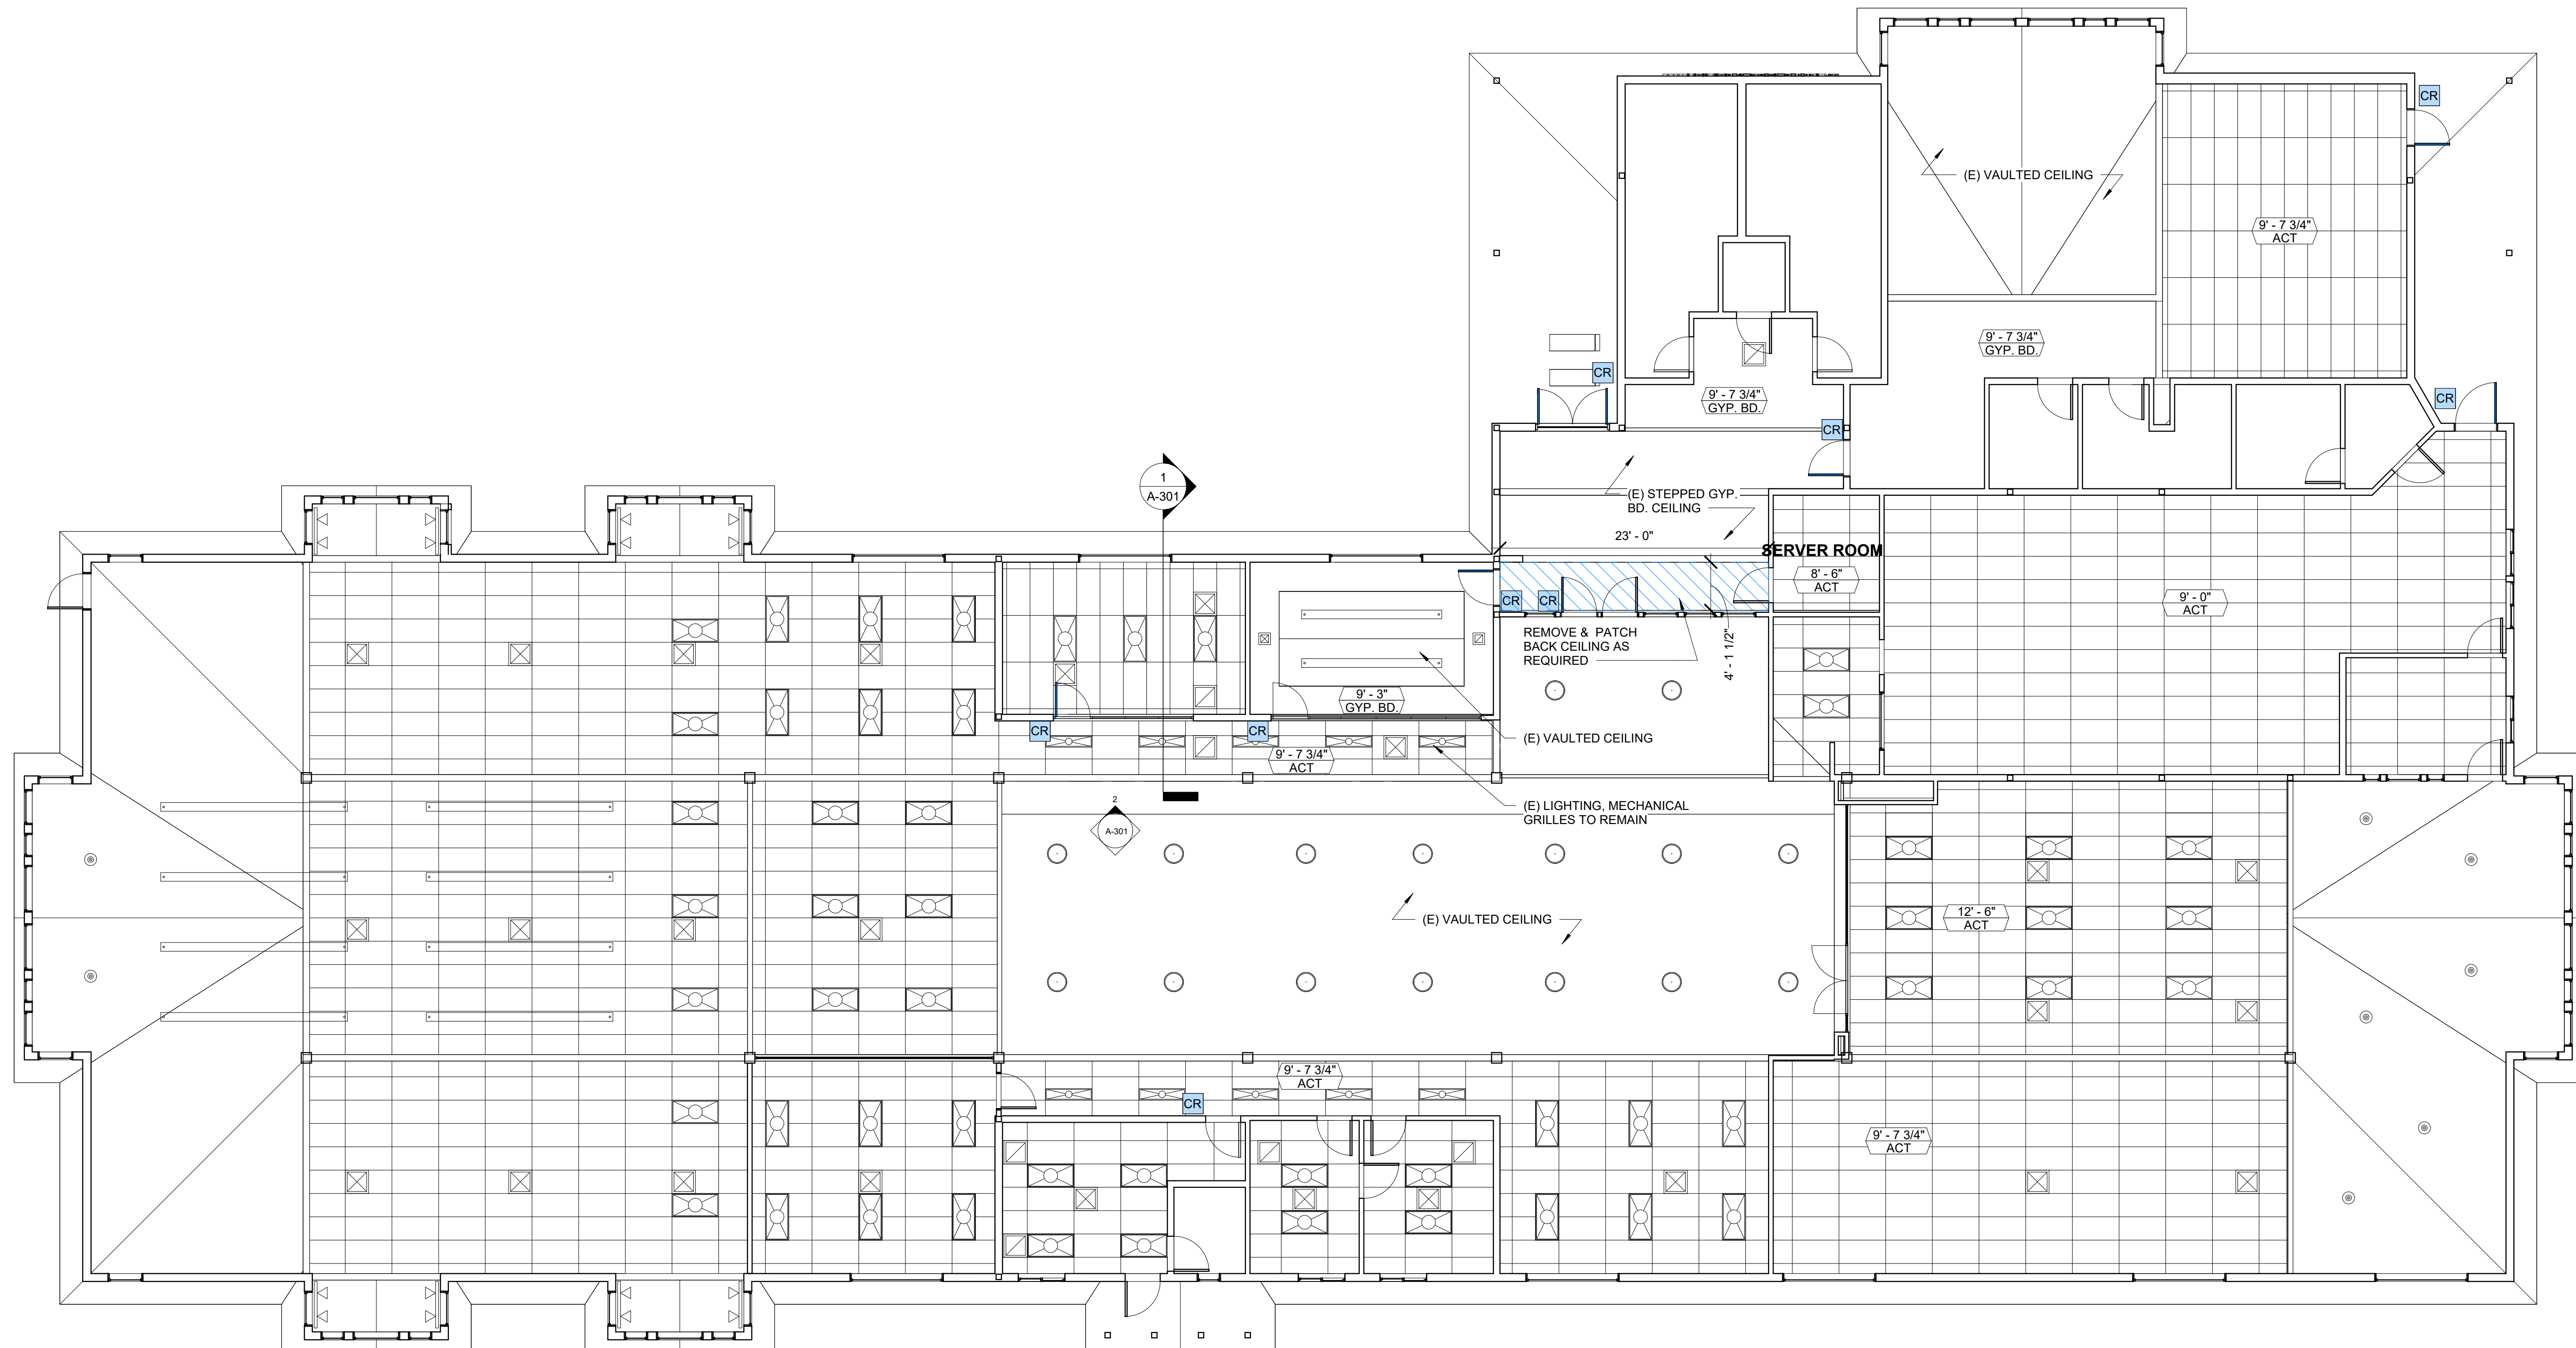 CR
(E) VAULTED CEILING
9' - 7 3/4"
ACT
9' - 7 3/4"
GYP. BD.
CR
9' - 7 3/4"
GYP. BD.
CR
CR
1
A-301
(E) STEPPED GYP.
BD. CEILING
23' - 0"
SERVER ROOM
8' - 6"
ACT
9' - 0"
ACT
CR
CR
REMOVE & PATCH
BACK CEILING AS
REQUIRED
4' - 1 1/2"
9' - 3"
GYP. BD.
CR
CR
(E) VAULTED CEILING
9' - 7 3/4"
ACT
2
A-301
(E) LIGHTING, MECHANICAL
GRILLES TO REMAIN
(E) VAULTED CEILING
12' - 6"
ACT
9' - 7 3/4"
ACT
CR
9' - 7 3/4"
ACT